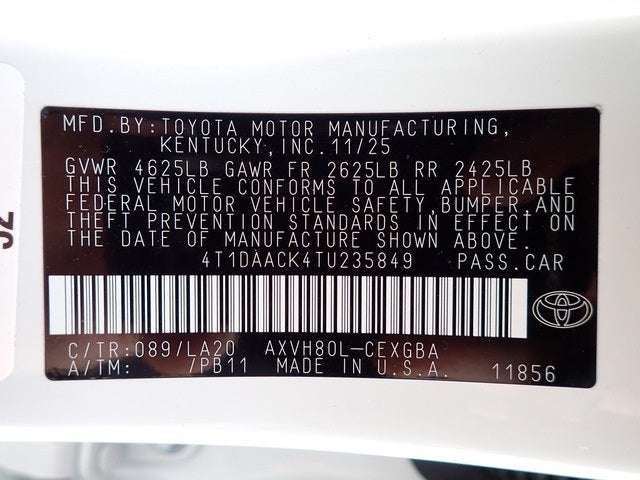 MFD.BY:TOYOTA MOTOR MANUFACTURING,
KENTUCKY,INC.11/25
GVWR 4625LB GAWR FR 2625LB RR 2425LB
THIS VEHICLE CONFORMS TO ALL APPLICABLE
FEDERAL MOTOR VEHICLE SAFETY,BUMPER,AND
THEFT PREVENTION STANDARDS IN EFFECT ON
THE DATE OF MANUFACTURE SHOWN ABOVE.
4T1DAACK4TU235849 PASS.CAR
C/TR:089/LA20 AXVH80L-CEXGBA
A/TM: /PB11 MADE IN U.S.A. 11856